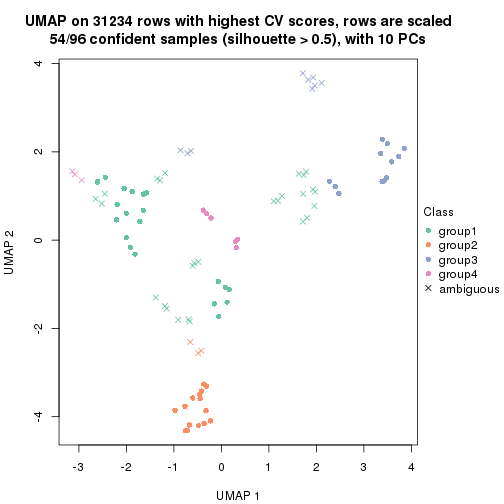 UMAP on 31234 rows with highest CV scores, rows are scaled
54/96 confident samples (silhouette > 0.5), with 10 PCs
4
2
0
-2
-4
UMAP 2
-3
-2
-1
0
1
2
3
4
UMAP 1
Class
group1
group2
group3
group4
ambiguous